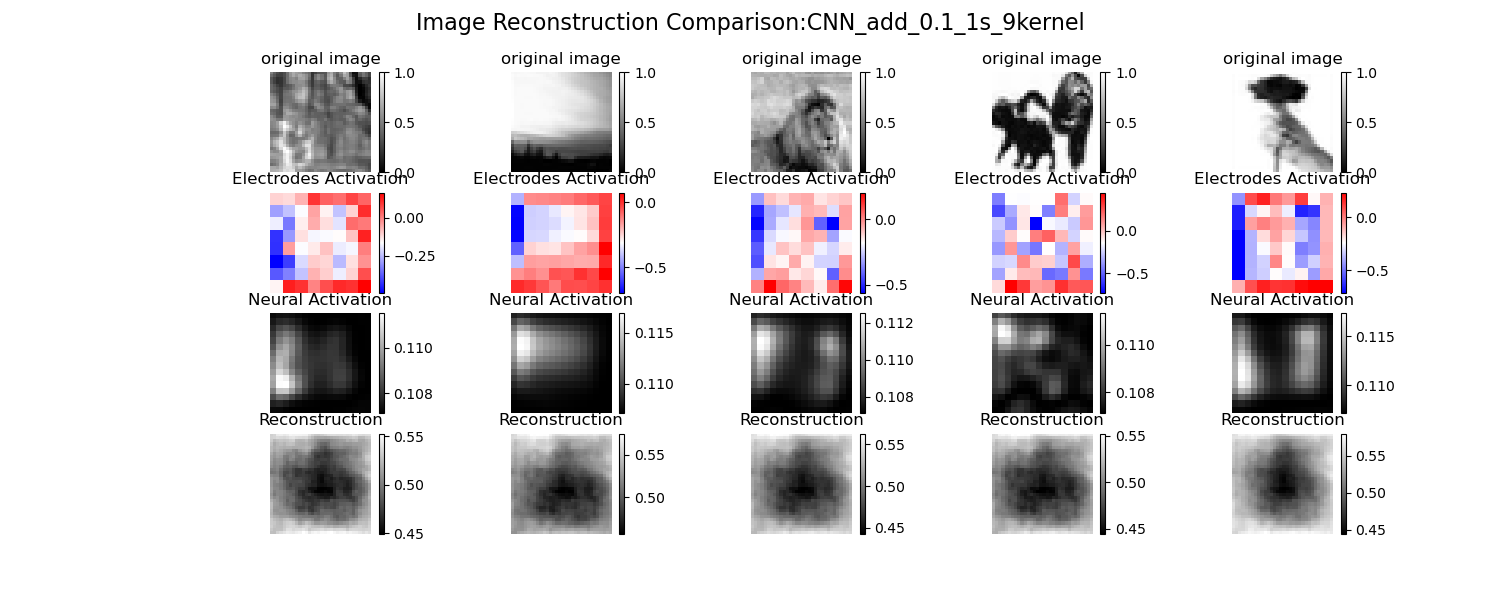 Image Reconstruction Comparison:CNN_add_0.1_1s_9kernel
original image original image original image original image original image
1.0 1.0 1.0 1.0 1.0
0.5 0.5 0.5 0.5 0.5
0.0 0.0 0.0 0.0 0.0
Electrodes Activation Electrodes Activation Electrodes Activation Electrodes Activation Electrodes Activation
0.00 0.0 0.0 0.0 0.0
−0.25 −0.5 −0.5 −0.5 −0.5
Neural Activation Neural Activation Neural Activation Neural Activation Neural Activation
0.110 0.115 0.112 0.110 0.115
0.108 0.110 0.110 0.108 0.110
0.108
Reconstruction Reconstruction Reconstruction Reconstruction Reconstruction
0.55 0.55 0.55 0.55 0.55
0.50 0.50 0.50 0.50 0.50
0.45 0.45 0.45 0.45